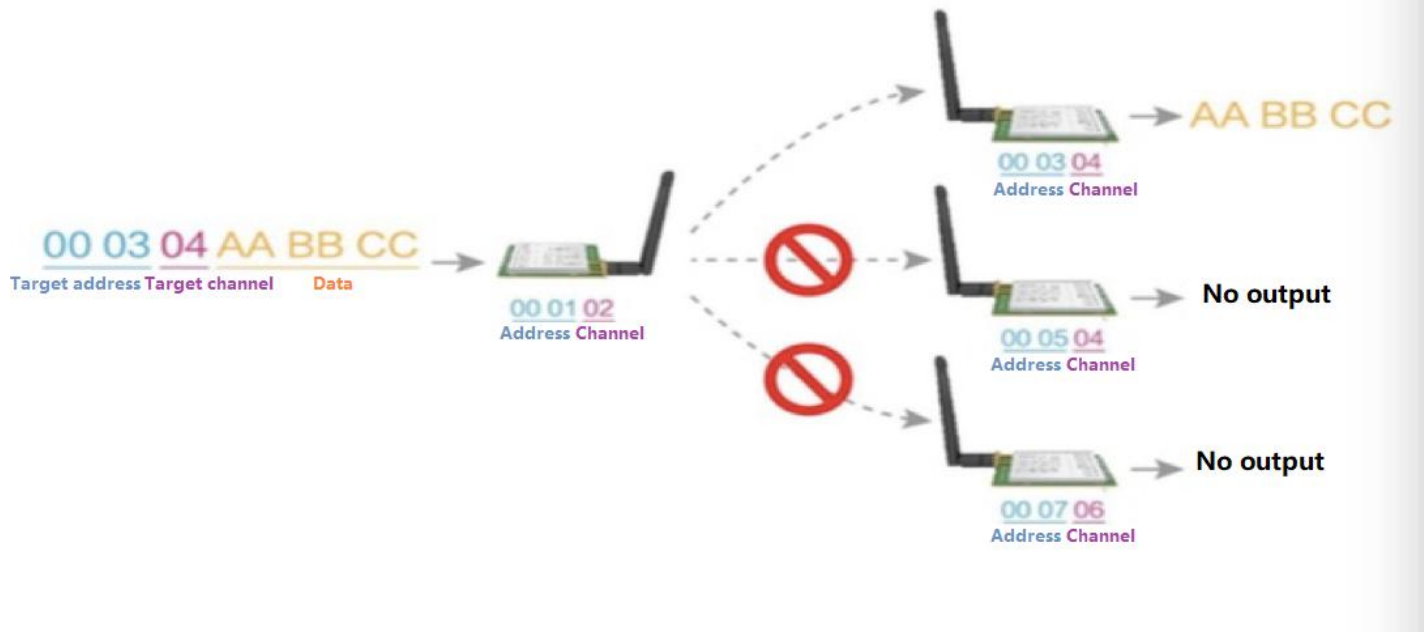 00 03 04 AA BB CC
Target address Target channel Data
00 01 02
Address Channel
00 03 04
Address Channel
AA BB CC
00 05 04
Address Channel
No output
00 07 06
Address Channel
No output